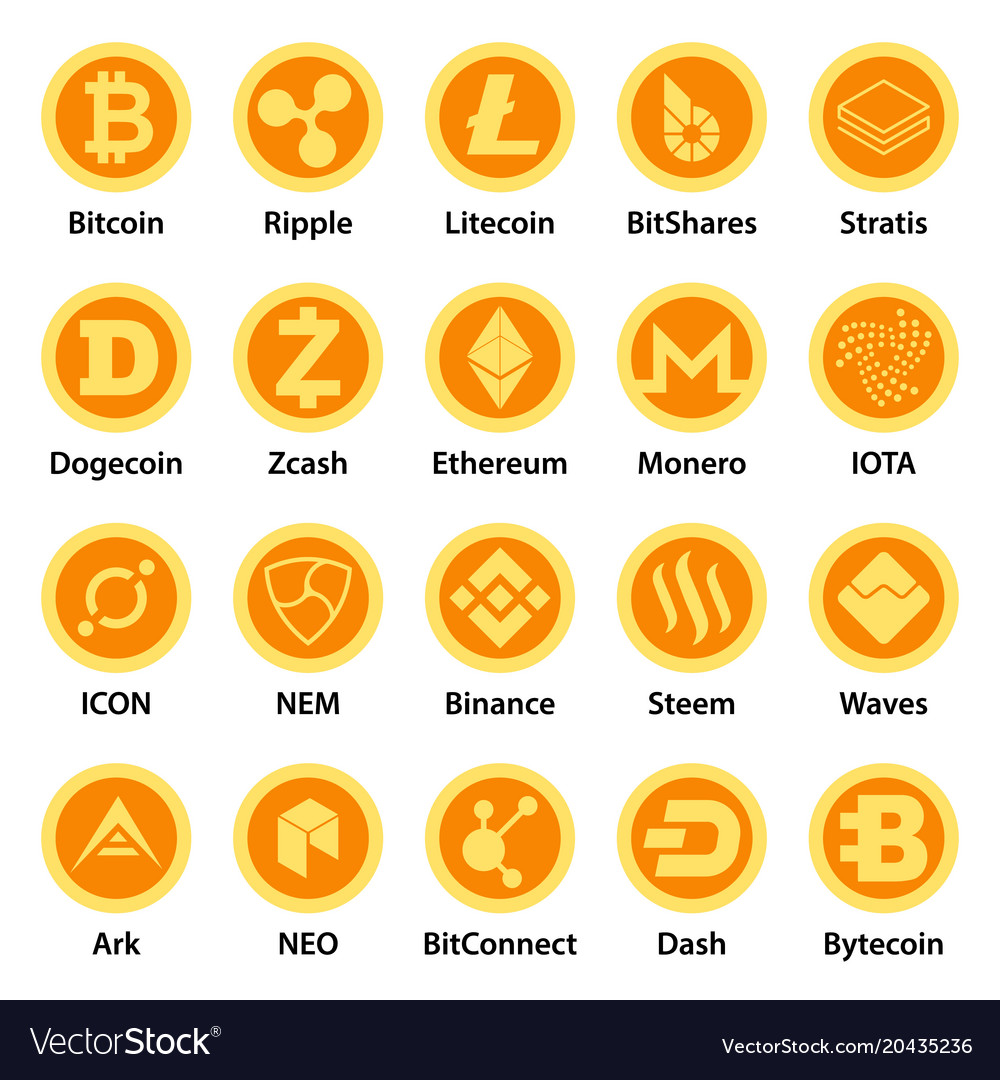 Bitcoin Ripple Litecoin BitShares Stratis
Dogecoin Zcash Ethereum Monero IOTA
ICON NEM Binance Steem Waves
Ark NEO BitConnect Dash Bytecoin
VectorStock® VectorStock.com/20435236